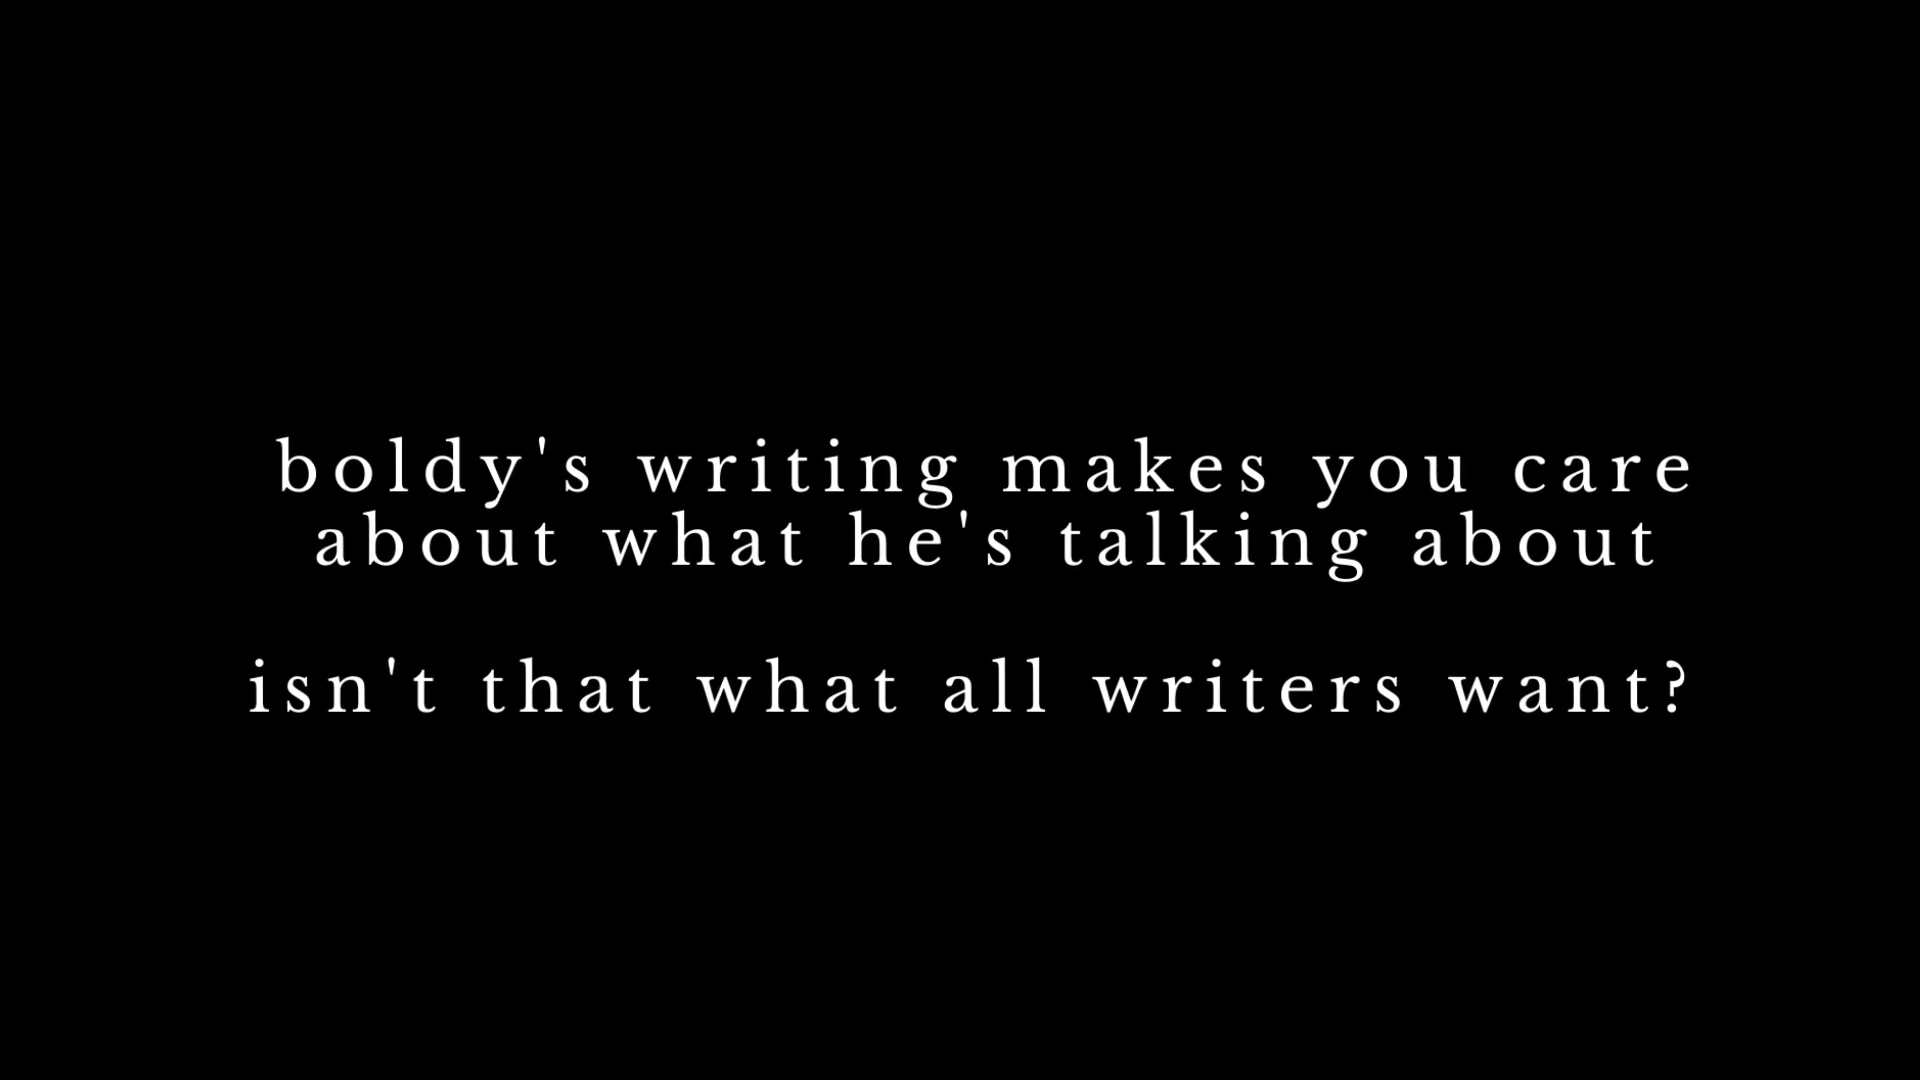 boldy's writing makes you care
about what he's talking about
isn't that what all writers want?